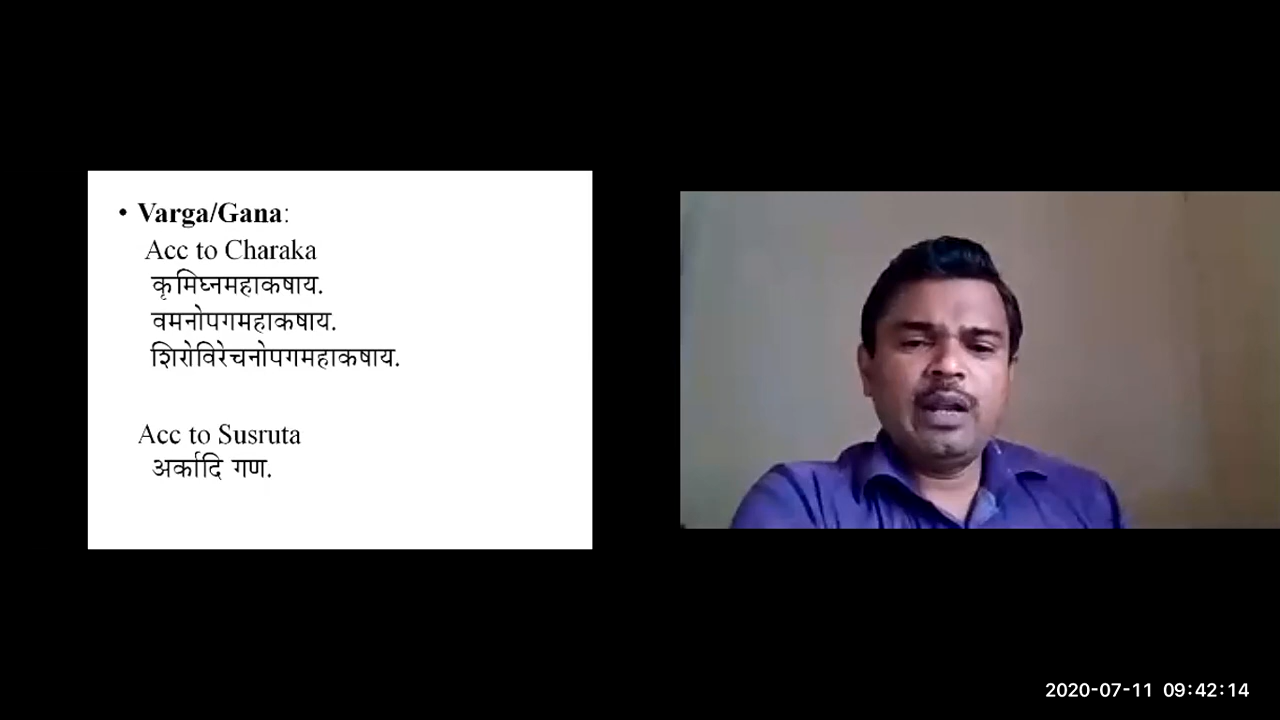 • Varga/Gana:
Acc to Charaka
कृमिघ्नमहाकषाय.
वमनोपगमहाकषाय.
शिरोविरेचनोपगमहाकषाय.
Acc to Susruta
अर्कादि गण.
2020-07-11 09:42:14